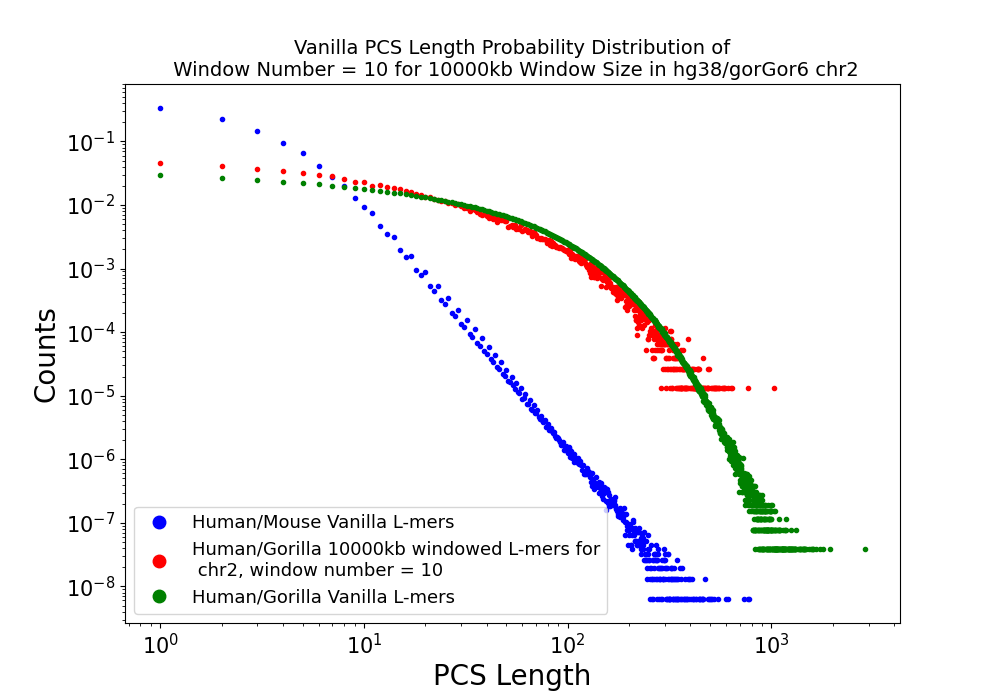 Vanilla PCS Length Probability Distribution of
Window Number = 10 for 10000kb Window Size in hg38/gorGor6 chr2
Counts
10⁻¹
10⁻²
10⁻³
10⁻⁴
10⁻⁵
10⁻⁶
10⁻⁷
10⁻⁸
Human/Mouse Vanilla L-mers
Human/Gorilla 10000kb windowed L-mers for
chr2, window number = 10
Human/Gorilla Vanilla L-mers
10⁰ 10¹ 10² 10³
PCS Length